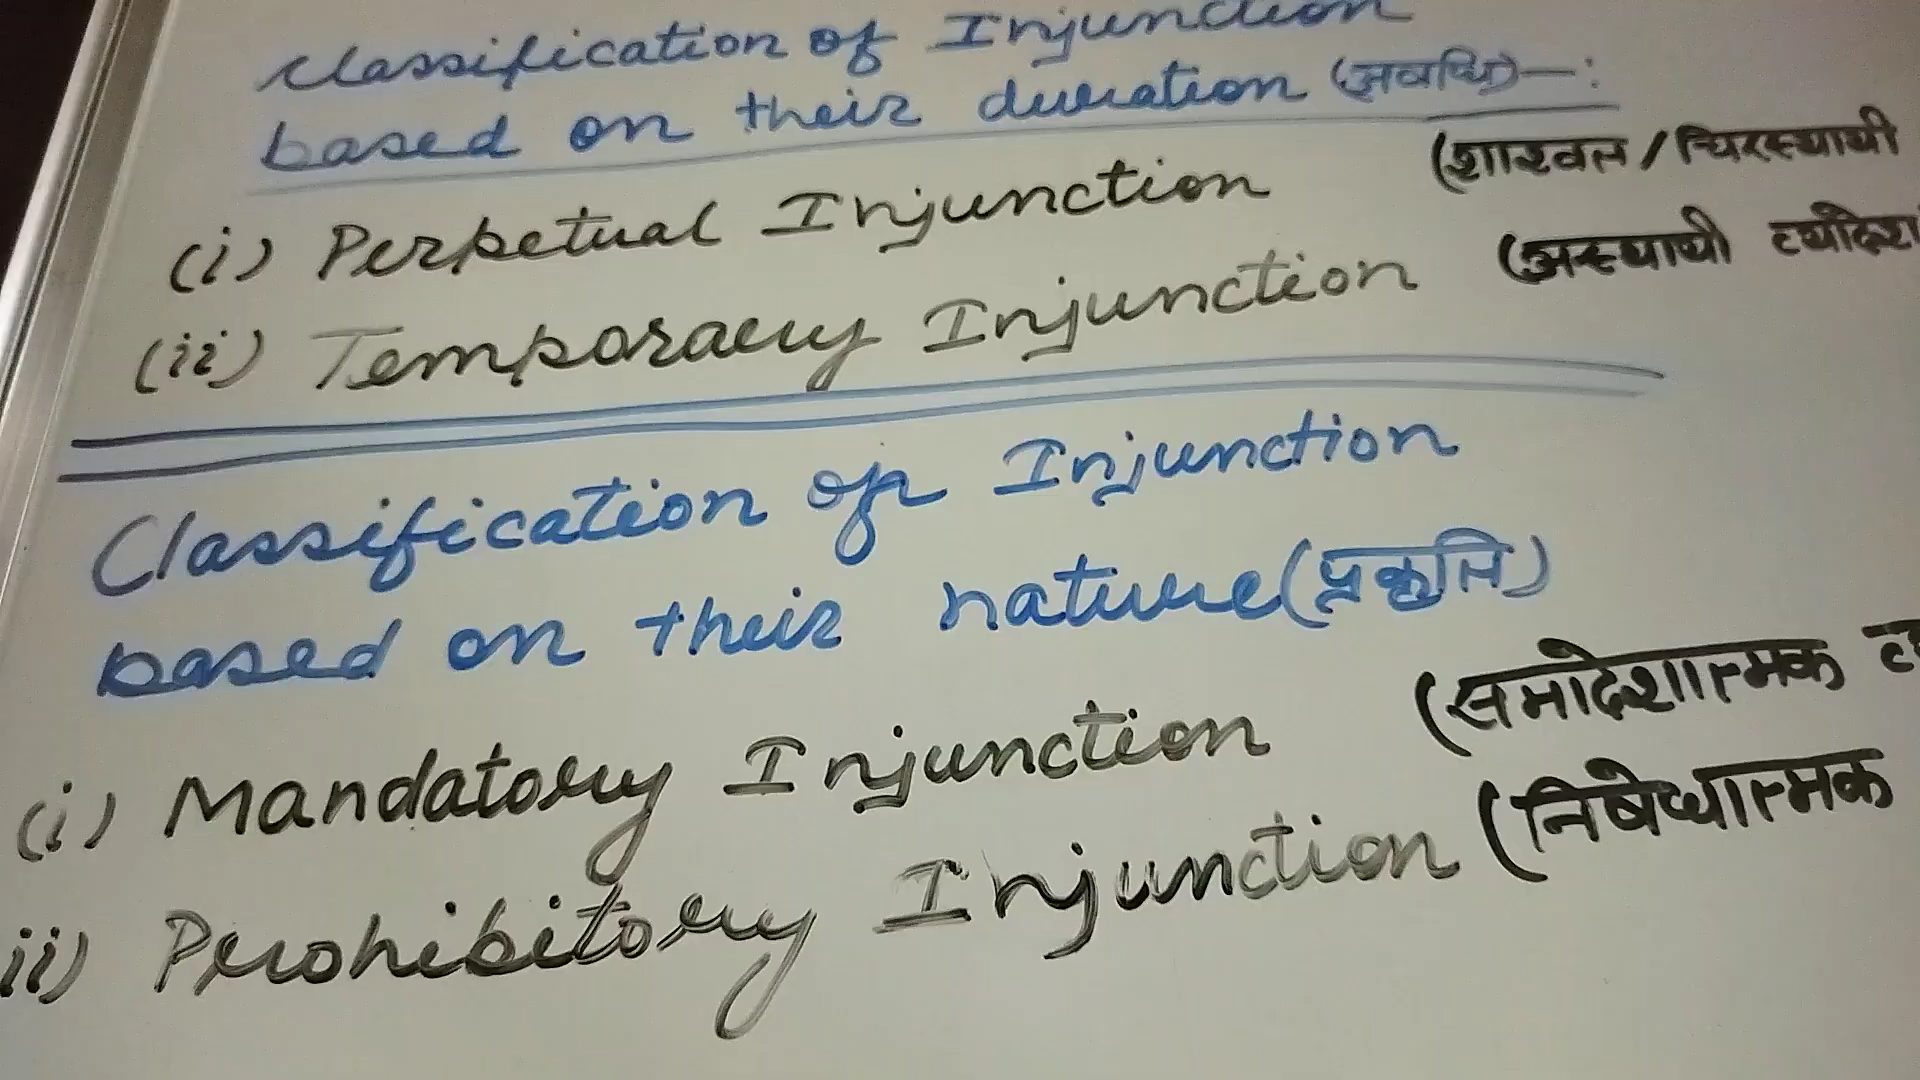 Classification of Injunction
based on their duration (अवधि)—:
(i) Perpetual Injunction (शाश्वत/चिरस्थायी
(ii) Temporary Injunction (अस्थायी व्यादेश
Classification of Injunction
based on their nature (प्रकृति)
(i) Mandatory Injunction (समादेशात्मक
ii) Prohibitory Injunction (निषेधात्मक